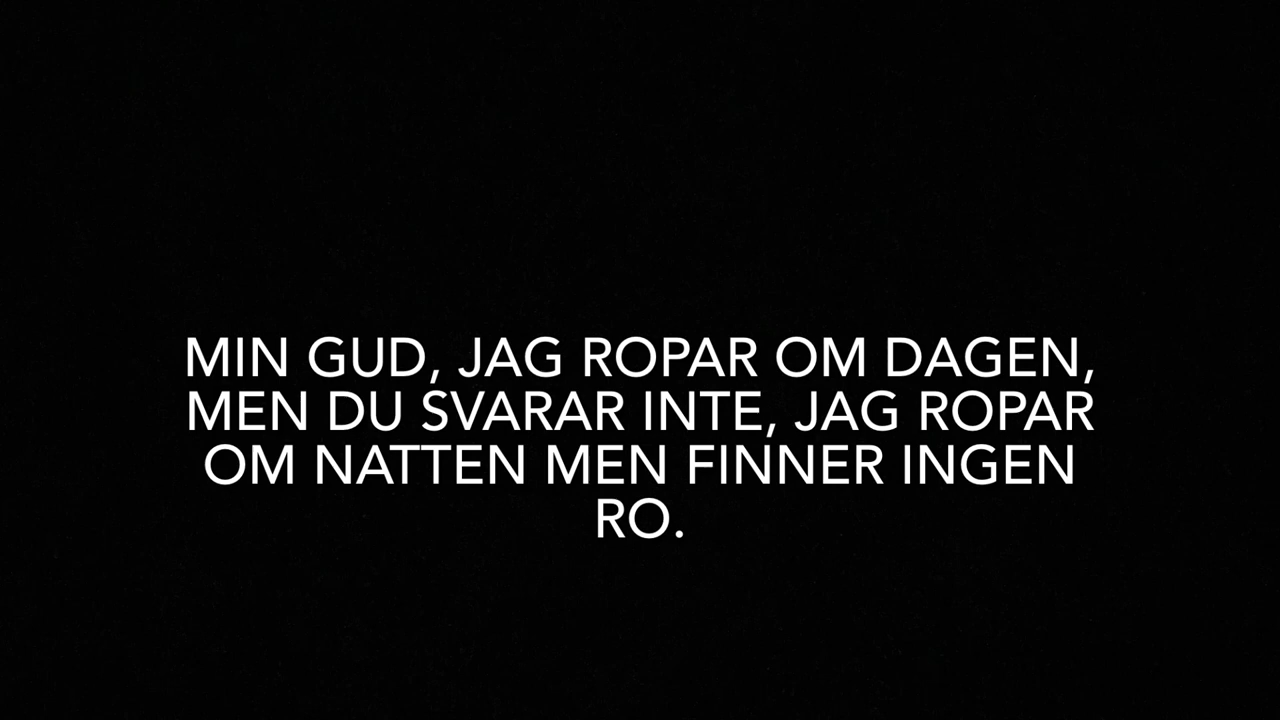 MIN GUD, JAG ROPAR OM DAGEN,
MEN DU SVARAR INTE, JAG ROPAR
OM NATTEN MEN FINNER INGEN
RO.